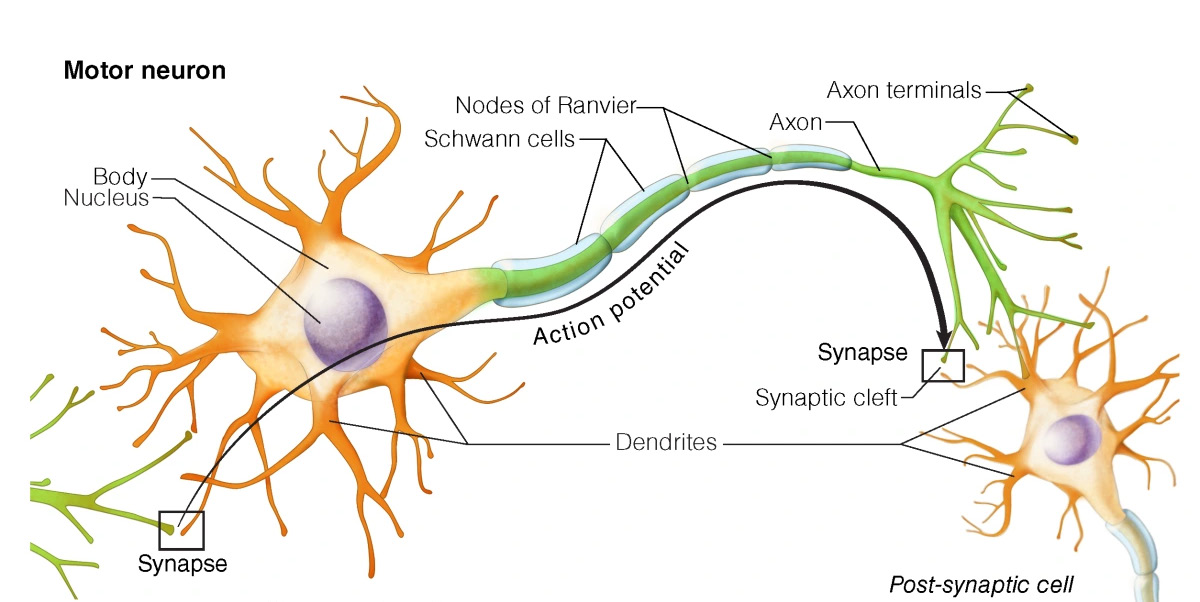 Motor neuron
Axon terminals
Nodes of Ranvier
Axon
Schwann cells
Body
Nucleus
Action potential
Synapse
Synaptic cleft
Dendrites
Synapse
Post-synaptic cell